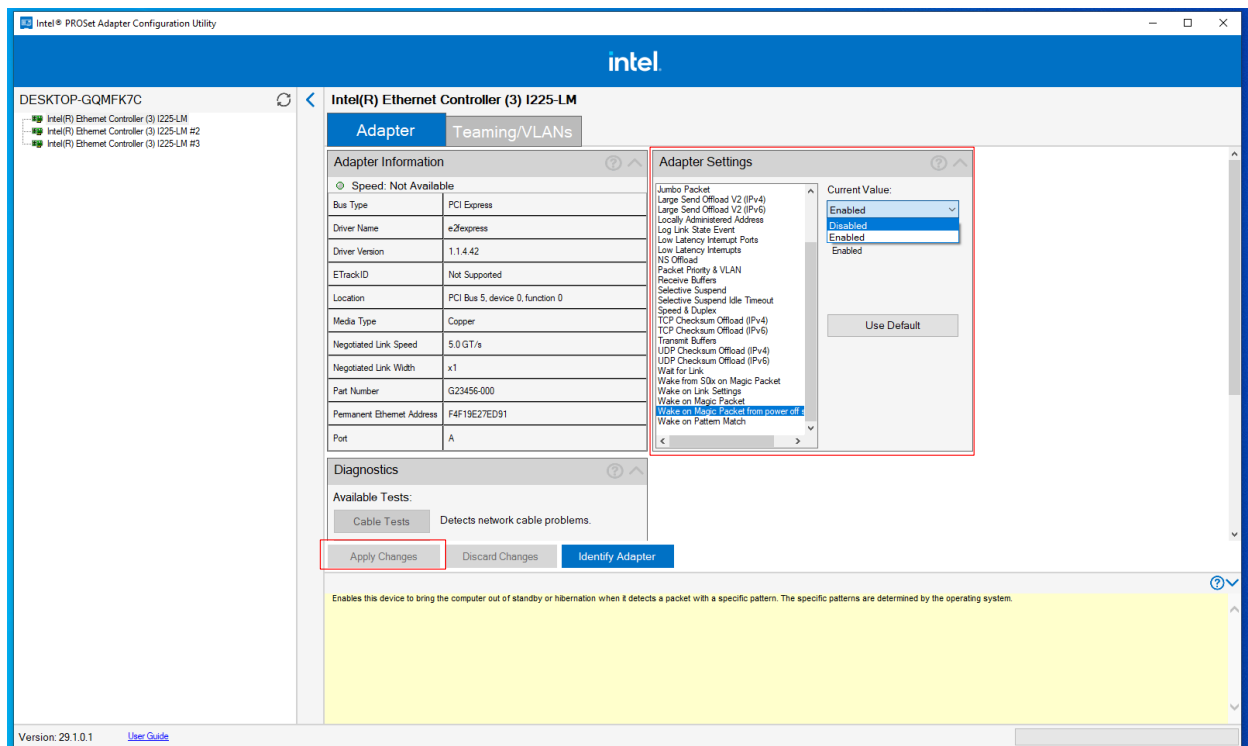 Intel® PROSet Adapter Configuration Utility
intel.
DESKTOP-GQMFK7C
Intel(R) Ethernet Controller (3) I225-LM
Intel(R) Ethernet Controller (3) I225-LM #2
Intel(R) Ethernet Controller (3) I225-LM #3
Intel(R) Ethernet Controller (3) I225-LM
Adapter
Teaming/VLANs
Adapter Information
Speed: Not Available
Bus Type PCI Express
Driver Name e2fexpress
Driver Version 1.1.4.42
ETrackID Not Supported
Location PCI Bus 5, device 0, function 0
Media Type Copper
Negotiated Link Speed 5.0 GT/s
Negotiated Link Width x1
Part Number G23456-000
Permanent Ethernet Address F4F19E27ED91
Port A
Diagnostics
Available Tests:
Cable Tests Detects network cable problems.
Adapter Settings
Jumbo Packet
Large Send Offload V2 (IPv4)
Large Send Offload V2 (IPv6)
Locally Administered Address
Log Link State Event
Low Latency Interrupt Ports
Low Latency Interrupts
NS Offload
Packet Priority & VLAN
Receive Buffers
Selective Suspend
Selective Suspend Idle Timeout
Speed & Duplex
TCP Checksum Offload (IPv4)
TCP Checksum Offload (IPv6)
Transmit Buffers
UDP Checksum Offload (IPv4)
UDP Checksum Offload (IPv6)
Wait for Link
Wake from S0ix on Magic Packet
Wake on Link Settings
Wake on Magic Packet
Wake on Magic Packet from power off s
Wake on Pattern Match
Current Value:
Enabled
Disabled
Enabled
Enabled
Use Default
Apply Changes
Discard Changes
Identify Adapter
Enables this device to bring the computer out of standby or hibernation when it detects a packet with a specific pattern. The specific patterns are determined by the operating system.
Version: 29.1.0.1
User Guide